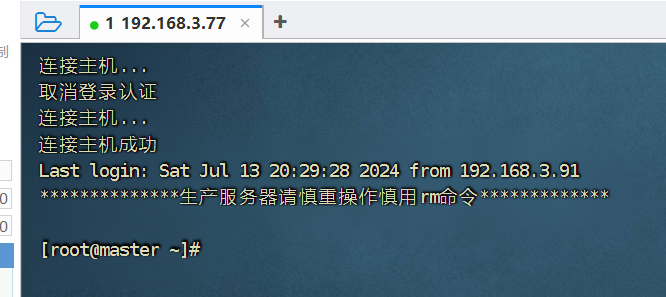 1 192.168.3.77
制
连接主机...
取消登录认证
连接主机...
连接主机成功
Last login: Sat Jul 13 20:29:28 2024 from 192.168.3.91
**************生产服务器请慎重操作慎用rm命令*************
0
0
[root@master ~]#